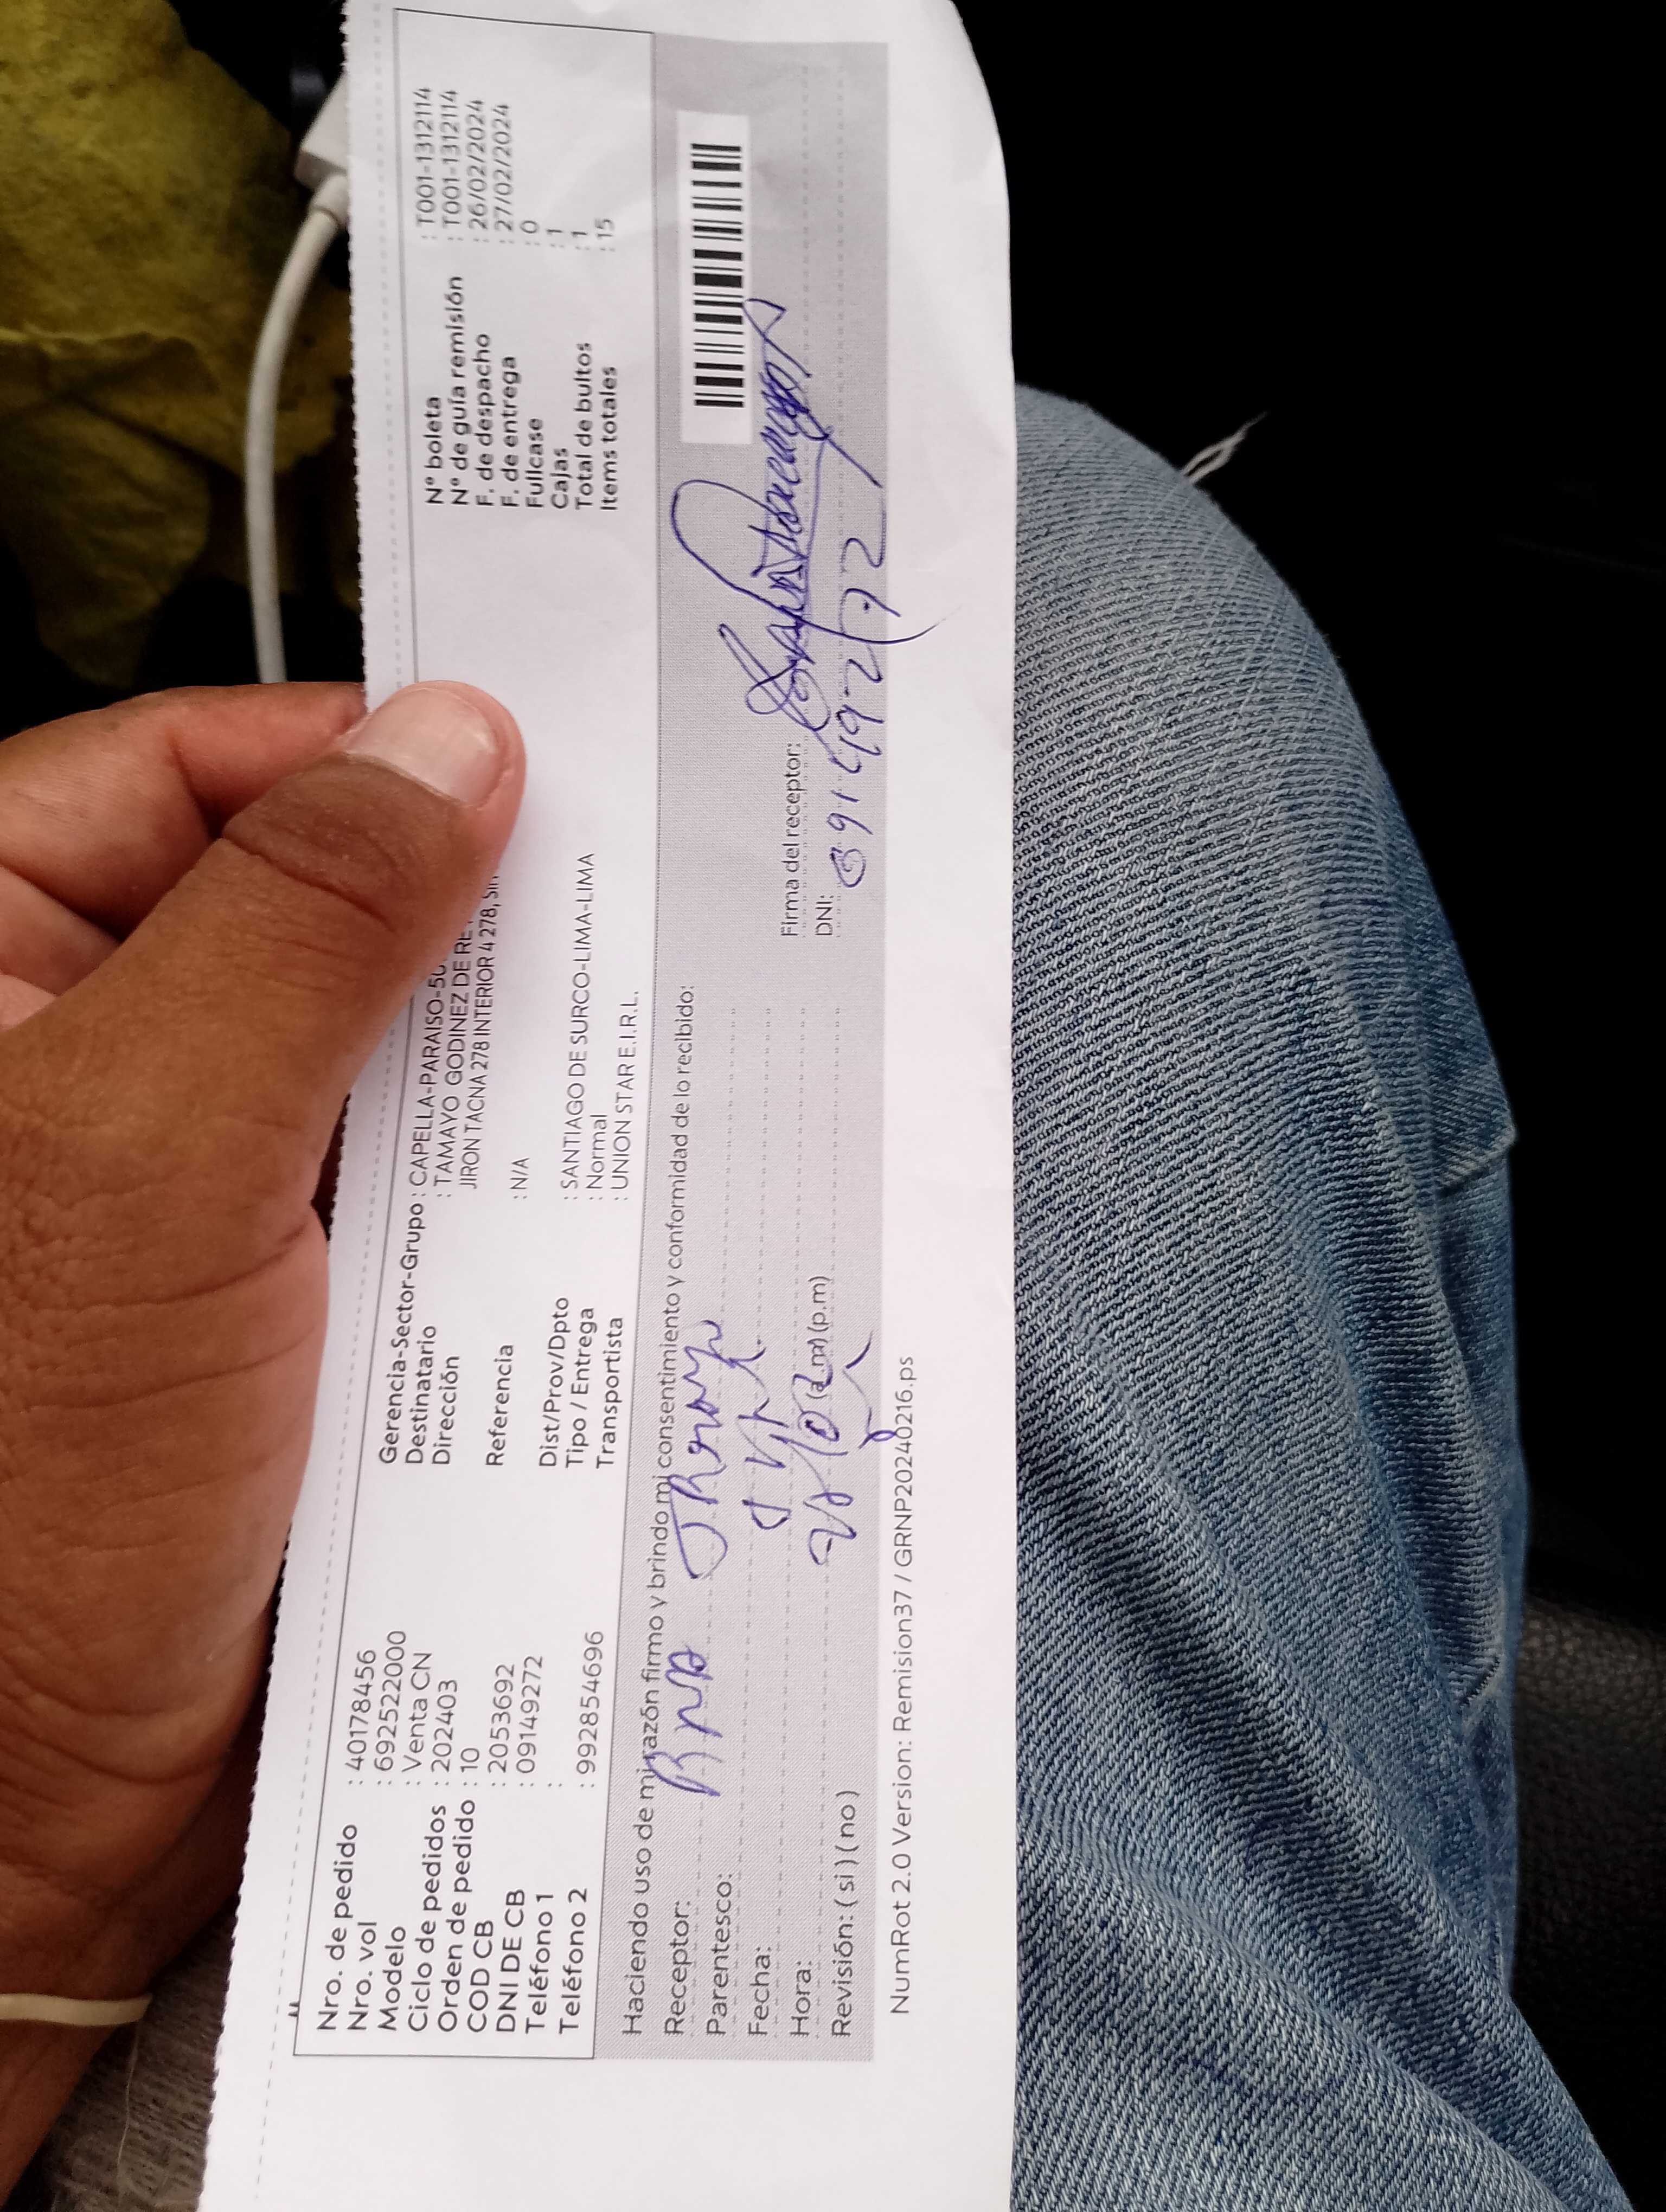 Nro. de pedido : 40178456
Nro. vol : 692522000
Modelo : Venta CN
Ciclo de pedidos : 202403
Orden de pedido : 10
COD CB : 2053692
DNI DE CB : 09149272
Teléfono 1 :
Teléfono 2 : 992854696
Gerencia-Sector-Grupo : CAPELLA-PARAISO-50
Destinatario : TAMAYO GODINEZ DE RE
Dirección JIRON TACNA 278 INTERIOR 4 278, SIN
Referencia : N/A
Dist/Prov/Dpto : SANTIAGO DE SURCO-LIMA-LIMA
Tipo / Entrega : Normal
Transportista : UNION STAR E.I.R.L.
N° boleta : T001-1312114
N° de guía remisión : T001-1312114
F. de despacho : 26/02/2024
F. de entrega : 27/02/2024
Fullcase : 0
Cajas : 1
Total de bultos : 1
Items totales : 15
Haciendo uso de mi razón firmo y brindo mi consentimiento y conformidad de lo recibido:
Receptor:
Parentesco:
Fecha:
Hora: (a.m) (p.m)
Revisión: ( si ) ( no )
Firma del receptor:
DNI: 09149272
NumRot 2.0 Version: Remision37 / GRNP20240216.ps